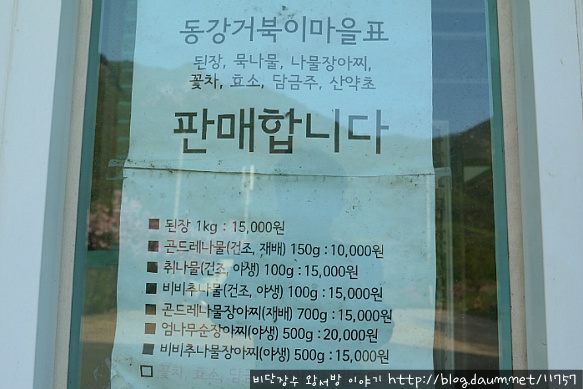 동강거북이마을표
된장, 묵나물, 나물장아찌,
꽃차, 효소, 담금주, 산약초
판매합니다
■ 된장 1kg : 15,000원
■ 곤드레나물(건조, 재배) 150g : 10,000원
■ 취나물(건조, 야생) 100g : 15,000원
■ 비비추나물(건조, 야생) 100g : 15,000원
■ 곤드레나물장아찌(재배) 700g : 15,000원
■ 엄나무순장아찌(야생) 500g : 20,000원
■ 비비추나물장아찌(야생) 500g : 15,000원
□ 꽃차, 효소, 담금
비단강수 왕서방 이야기 http://blog.daum.net/11757